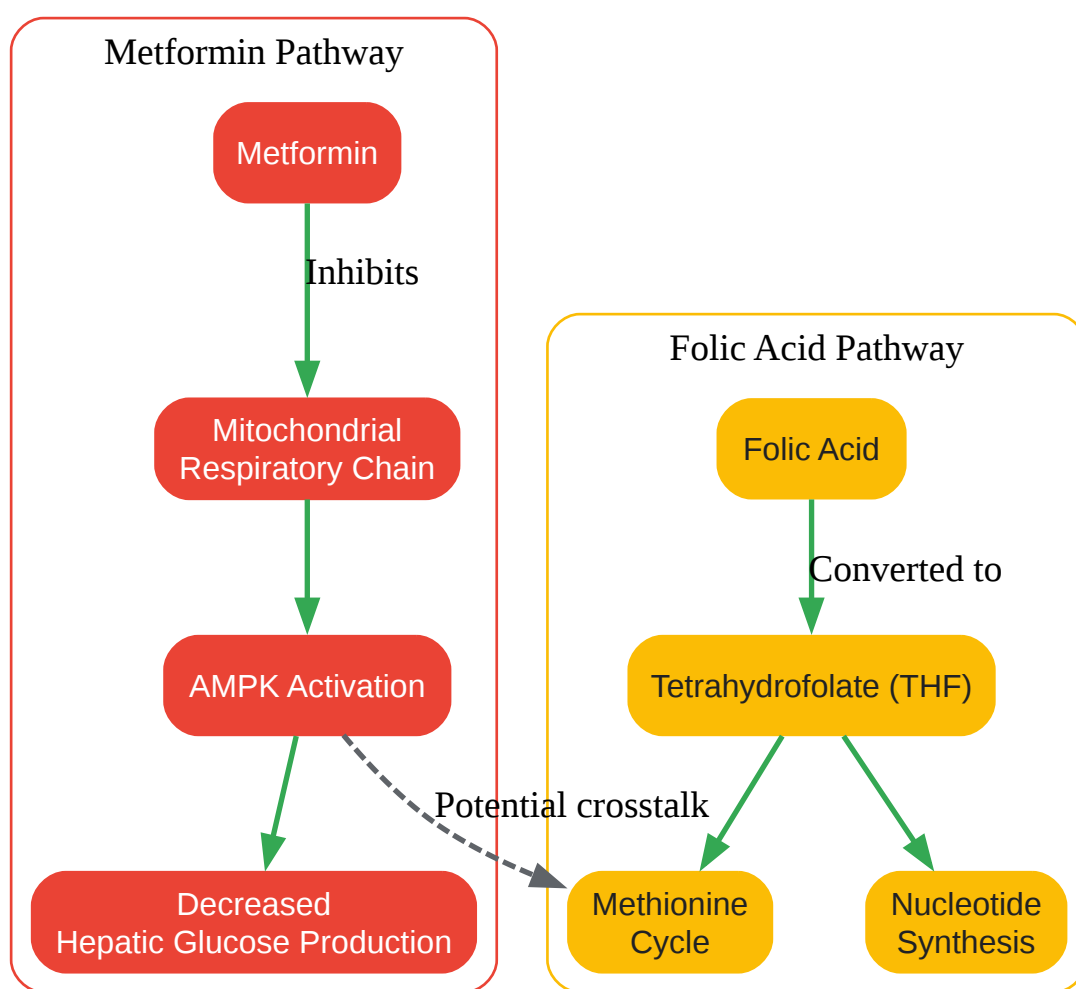 Metformin Pathway
Metformin
Inhibits
Mitochondrial
Respiratory Chain
AMPK Activation
Decreased
Hepatic Glucose Production
Potential crosstalk
Folic Acid Pathway
Folic Acid
Converted to
Tetrahydrofolate (THF)
Methionine
Cycle
Nucleotide
Synthesis